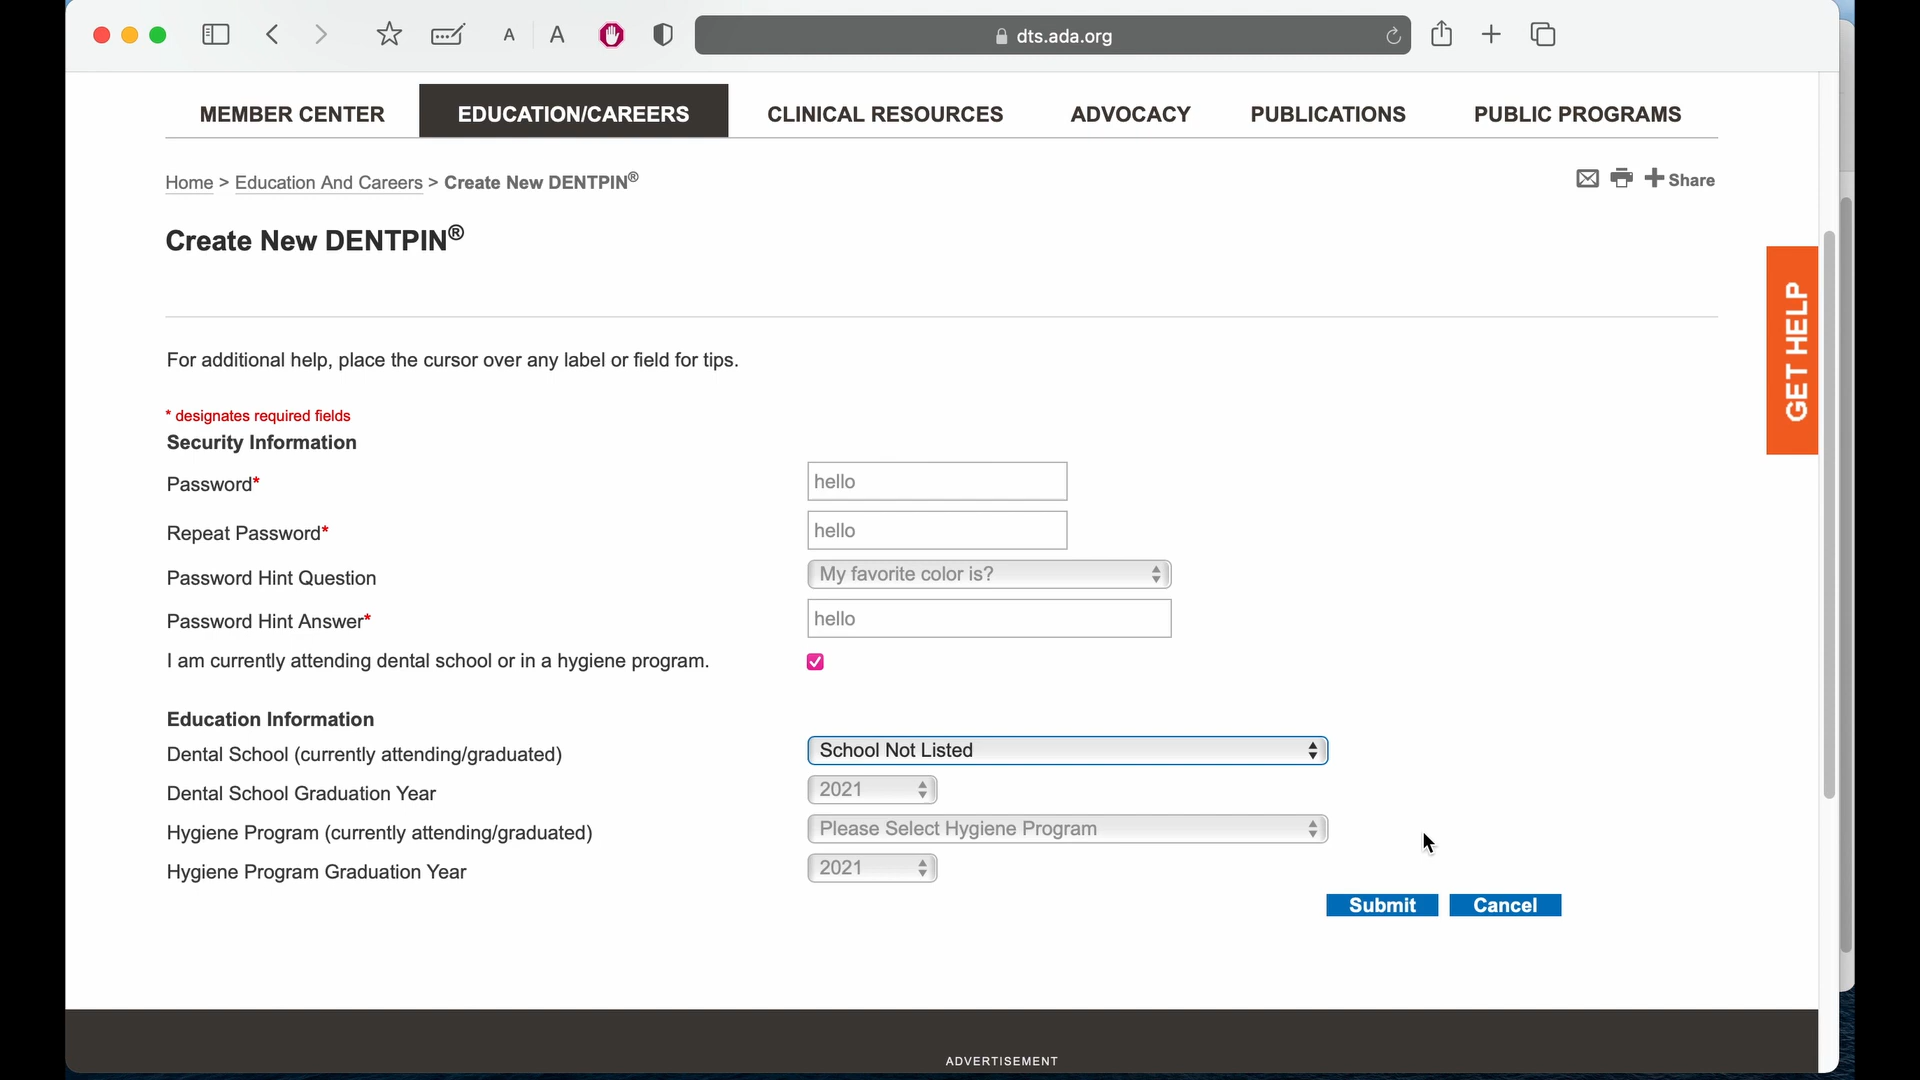 A A dts.ada.org
MEMBER CENTER EDUCATION/CAREERS CLINICAL RESOURCES ADVOCACY PUBLICATIONS PUBLIC PROGRAMS
Home > Education And Careers > Create New DENTPIN® Share
Create New DENTPIN®
GET HELP
For additional help, place the cursor over any label or field for tips.
* designates required fields
Security Information
Password* hello
Repeat Password* hello
Password Hint Question My favorite color is?
Password Hint Answer* hello
I am currently attending dental school or in a hygiene program.
Education Information
Dental School (currently attending/graduated) School Not Listed
Dental School Graduation Year 2021
Hygiene Program (currently attending/graduated) Please Select Hygiene Program
Hygiene Program Graduation Year 2021
Submit Cancel
ADVERTISEMENT